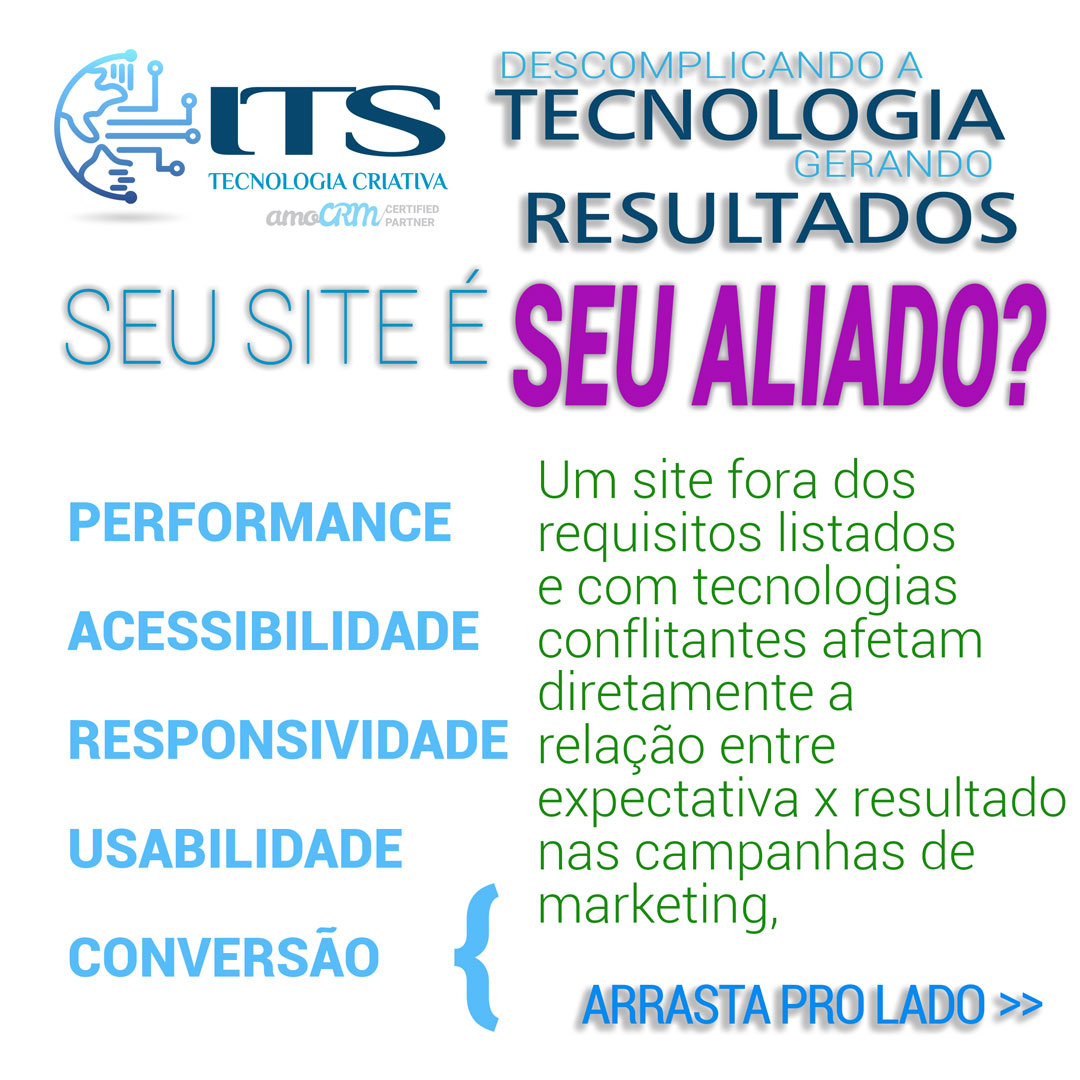 ITS
TECNOLOGIA CRIATIVA
amoCRM CERTIFIED
PARTNER
DESCOMPLICANDO A
TECNOLOGIA
GERANDO
RESULTADOS
SEU SITE É SEU ALIADO?
PERFORMANCE
ACESSIBILIDADE
RESPONSIVIDADE
USABILIDADE
CONVERSÃO {
Um site fora dos
requisitos listados
e com tecnologias
conflitantes afetam
diretamente a
relação entre
expectativa x resultado
nas campanhas de
marketing,
ARRASTA PRO LADO >>